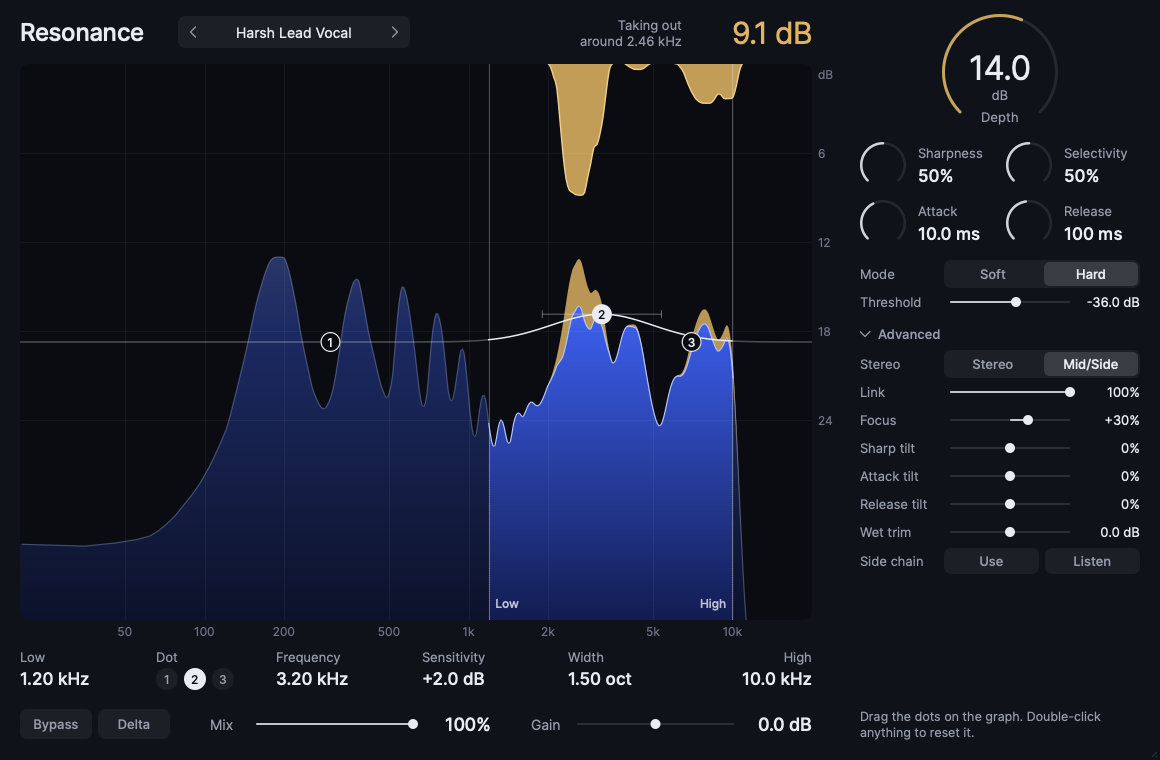 Resonance
Harsh Lead Vocal
Taking out
around 2.46 kHz
9.1 dB
dB
6
12
18
24
1
2
3
Low
High
50
100
200
500
1k
2k
5k
10k
14.0
dB
Depth
Sharpness
50%
Selectivity
50%
Attack
10.0 ms
Release
100 ms
Mode
Soft
Hard
Threshold
-36.0 dB
Advanced
Stereo
Stereo
Mid/Side
Link
100%
Focus
+30%
Sharp tilt
0%
Attack tilt
0%
Release tilt
0%
Wet trim
0.0 dB
Side chain
Use
Listen
Low
1.20 kHz
Dot
1
2
3
Frequency
3.20 kHz
Sensitivity
+2.0 dB
Width
1.50 oct
High
10.0 kHz
Bypass
Delta
Mix
100%
Gain
0.0 dB
Drag the dots on the graph. Double-click
anything to reset it.